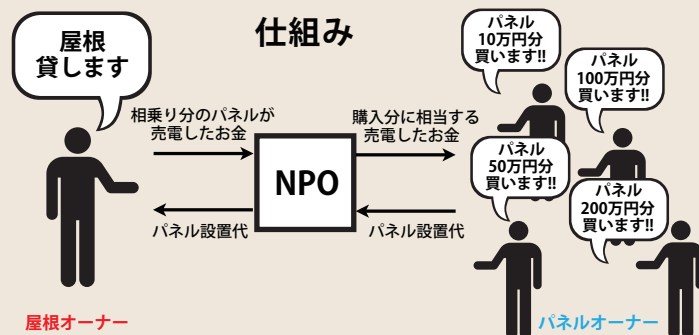 仕組み
屋根
貸します
相乗り分のパネルが
売電したお金
パネル設置代
屋根オーナー
NPO
購入分に相当する
売電したお金
パネル設置代
パネル
10万円分
買います!!
パネル
100万円分
買います!!
パネル
50万円分
買います!!
パネル
200万円分
買います!!
パネルオーナー